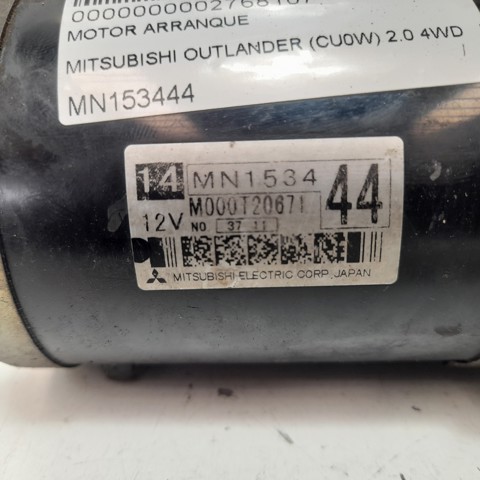 MOTOR ARRANQUE
MITSUBISHI OUTLANDER (CU0W) 2.0 4WD
MN153444
14 MN1534 44
M000T20671
12V NO 37 11
MITSUBISHI ELECTRIC CORP. JAPAN